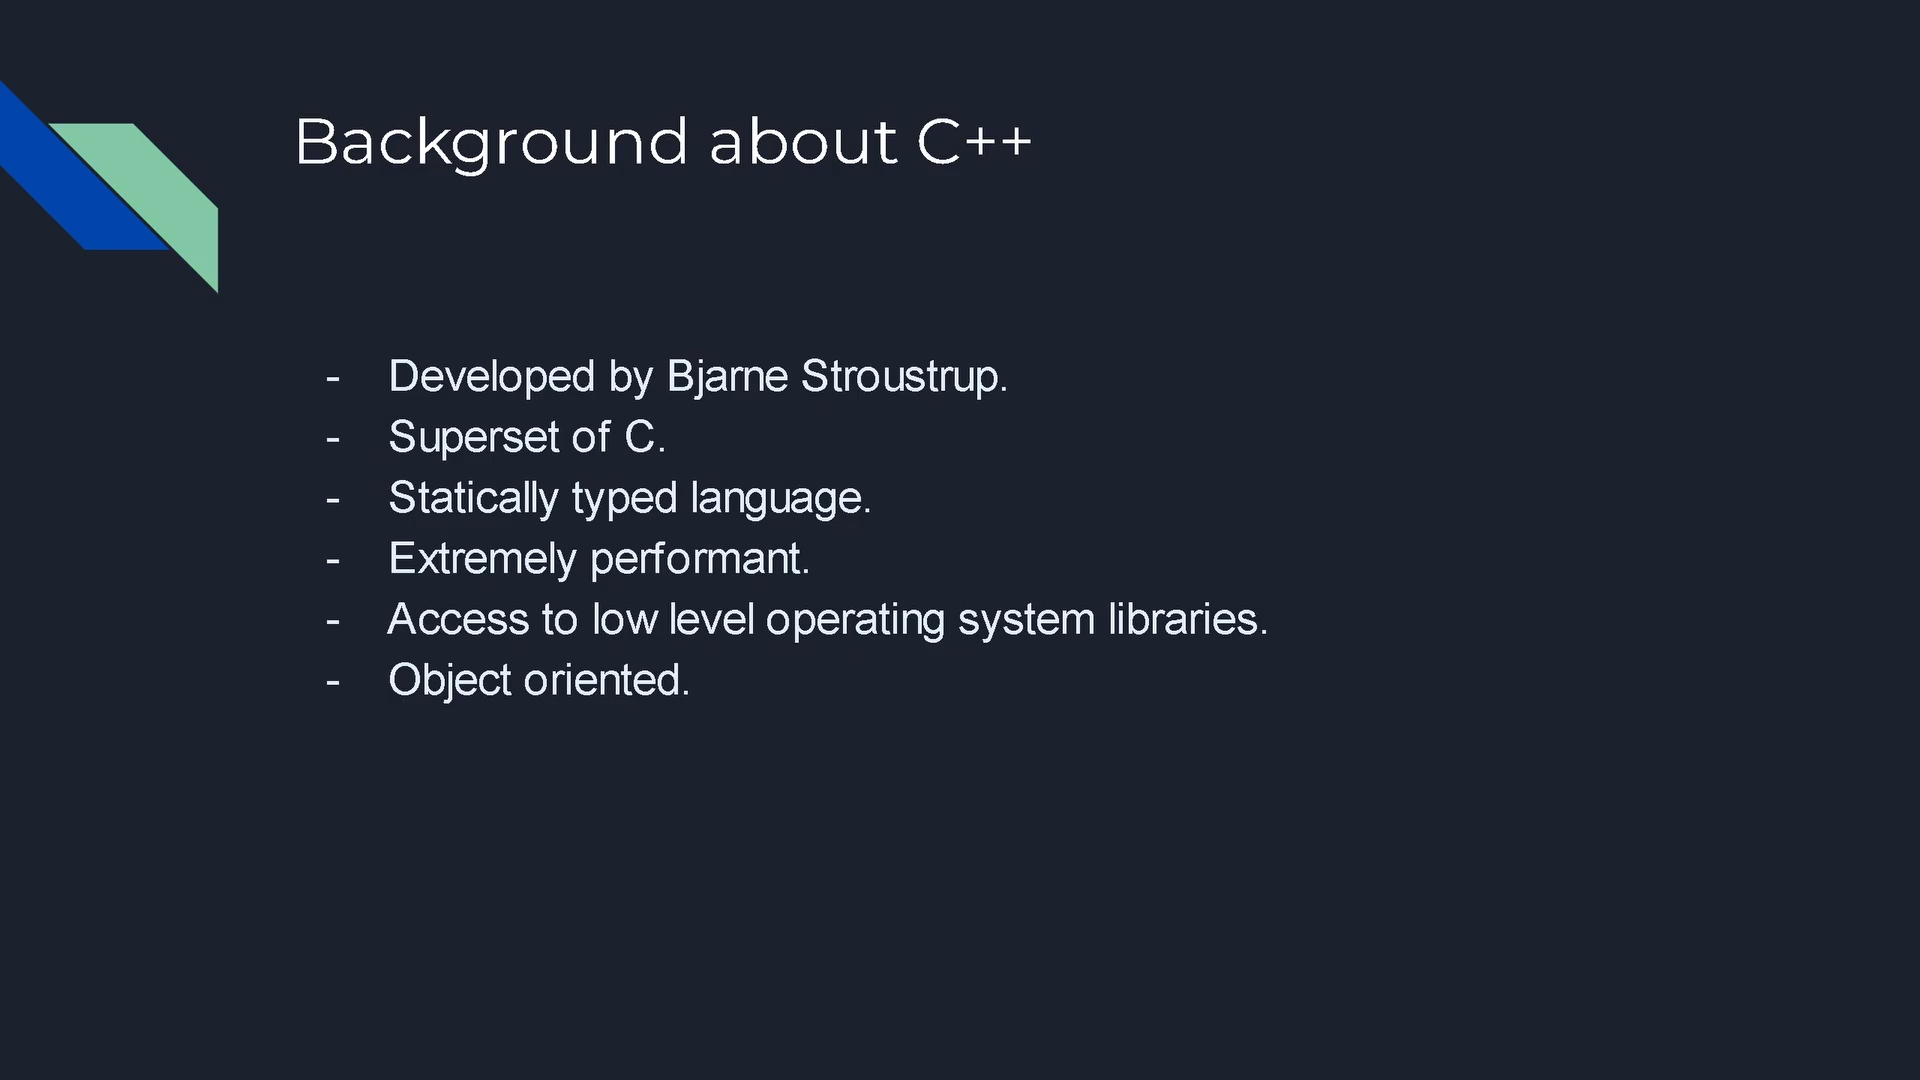 Background about C++
- Developed by Bjarne Stroustrup.
- Superset of C.
- Statically typed language.
- Extremely performant.
- Access to low level operating system libraries.
- Object oriented.